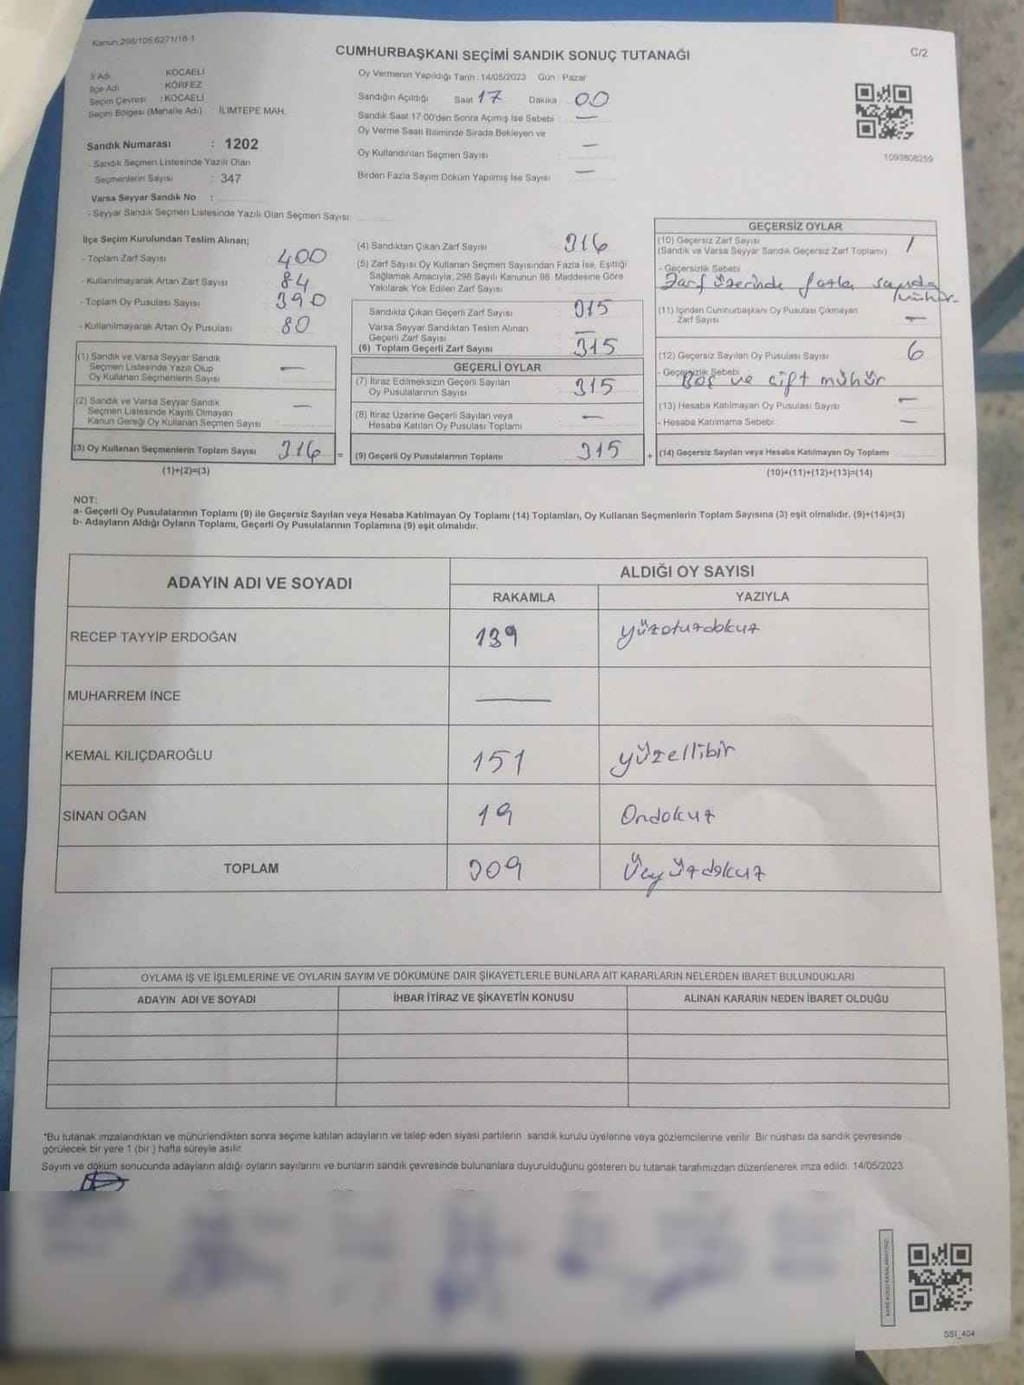 Kanun:298/105,6271/18-1
CUMHURBAŞKANI SEÇİMİ SANDIK SONUÇ TUTANAĞI
C/2
İl Adı KOCAELİ
İlçe Adı KÖRFEZ
Seçim Çevresi : KOCAELİ
Seçim Bölgesi (Mahalle Adı) : İLİMTEPE MAH.
Sandık Numarası : 1202
- Sandık Seçmen Listesinde Yazılı Olan
Seçmenlerin Sayısı : 347
Varsa Seyyar Sandık No :
- Seyyar Sandık Seçmen Listesinde Yazılı Olan Seçmen Sayısı:
Oy Vermenin Yapıldığı Tarih : 14/05/2023 Gün : Pazar
Sandığın Açıldığı Saat 17 Dakika 00
Sandık Saat 17:00'den Sonra Açılmış İse Sebebi —
Oy Verme Saati Bitiminde Sırada Bekleyen ve
Oy Kullandırılan Seçmen Sayısı —
Birden Fazla Sayım Döküm Yapılmış İse Sayısı —
1093808259
İlçe Seçim Kurulundan Teslim Alınan;
- Toplam Zarf Sayısı 400
- Kullanılmayarak Artan Zarf Sayısı 84
- Toplam Oy Pusulası Sayısı 390
- Kullanılmayarak Artan Oy Pusulası 80
(1) Sandık ve Varsa Seyyar Sandık
Seçmen Listesinde Yazılı Olup
Oy Kullanan Seçmenlerin Sayısı —
(2) Sandık ve Varsa Seyyar Sandık
Seçmen Listesinde Kayıtlı Olmayan
Kanun Gereği Oy Kullanan Seçmen Sayısı —
(3) Oy Kullanan Seçmenlerin Toplam Sayısı 316 =
(1)+(2)=(3)
(4) Sandıktan Çıkan Zarf Sayısı 316
(5) Zarf Sayısı Oy Kullanan Seçmen Sayısından Fazla İse, Eşitliği
Sağlamak Amacıyla, 298 Sayılı Kanunun 98. Maddesine Göre
Yakılarak Yok Edilen Zarf Sayısı
Sandıkta Çıkan Geçerli Zarf Sayısı 315
Varsa Seyyar Sandıktan Teslim Alınan
Geçerli Zarf Sayısı —
(6) Toplam Geçerli Zarf Sayısı 315
GEÇERLİ OYLAR
(7) İtiraz Edilmeksizin Geçerli Sayılan
Oy Pusulalarının Sayısı 315
(8) İtiraz Üzerine Geçerli Sayılan veya
Hesaba Katılan Oy Pusulası Toplamı —
(9) Geçerli Oy Pusulalarının Toplamı 315 +
GEÇERSİZ OYLAR
(10) Geçersiz Zarf Sayısı
(Sandık ve Varsa Seyyar Sandık Geçersiz Zarf Toplamı) 1
- Geçersizlik Sebebi
Zarf üzerinde fazla sayıda
mühür.
(11) İçinden Cumhurbaşkanı Oy Pusulası Çıkmayan
Zarf Sayısı —
(12) Geçersiz Sayılan Oy Pusulası Sayısı 6
- Geçersizlik Sebebi
Boş ve çift mühür
(13) Hesaba Katılmayan Oy Pusulası Sayısı —
- Hesaba Katılmama Sebebi —
(14) Geçersiz Sayılan veya Hesaba Katılmayan Oy Toplamı
(10)+(11)+(12)+(13)=(14)
NOT:
a- Geçerli Oy Pusulalarının Toplamı (9) ile Geçersiz Sayılan veya Hesaba Katılmayan Oy Toplamı (14) Toplamları, Oy Kullanan Seçmenlerin Toplam Sayısına (3) eşit olmalıdır. (9)+(14)=(3)
b- Adayların Aldığı Oyların Toplamı, Geçerli Oy Pusulalarının Toplamına (9) eşit olmalıdır.
ADAYIN ADI VE SOYADI
ALDIĞI OY SAYISI
RAKAMLA YAZIYLA
RECEP TAYYİP ERDOĞAN 139 yüzotuzdokuz
MUHARREM İNCE —
KEMAL KILIÇDAROĞLU 151 yüzellibir
SİNAN OĞAN 19 Ondokuz
TOPLAM 309 Üçyüzdokuz
OYLAMA İŞ VE İŞLEMLERİNE VE OYLARIN SAYIM VE DÖKÜMÜNE DAİR ŞİKAYETLERLE BUNLARA AİT KARARLARIN NELERDEN İBARET BULUNDUKLARI
ADAYIN ADI VE SOYADI İHBAR İTİRAZ VE ŞİKAYETİN KONUSU ALINAN KARARIN NEDEN İBARET OLDUĞU
*Bu tutanak imzalandıktan ve mühürlendikten sonra seçime katılan adayların ve talep eden siyasi partilerin sandık kurulu üyelerine veya gözlemcilerine verilir. Bir nüshası da sandık çevresinde
görülecek bir yere 1 (bir) hafta süreyle asılır.
Sayım ve döküm sonucunda adayların aldığı oyların sayılarını ve bunların sandık çevresinde bulunanlara duyurulduğunu gösteren bu tutanak tarafımızdan düzenlenerek imza edildi. 14/05/2023
SSI_404